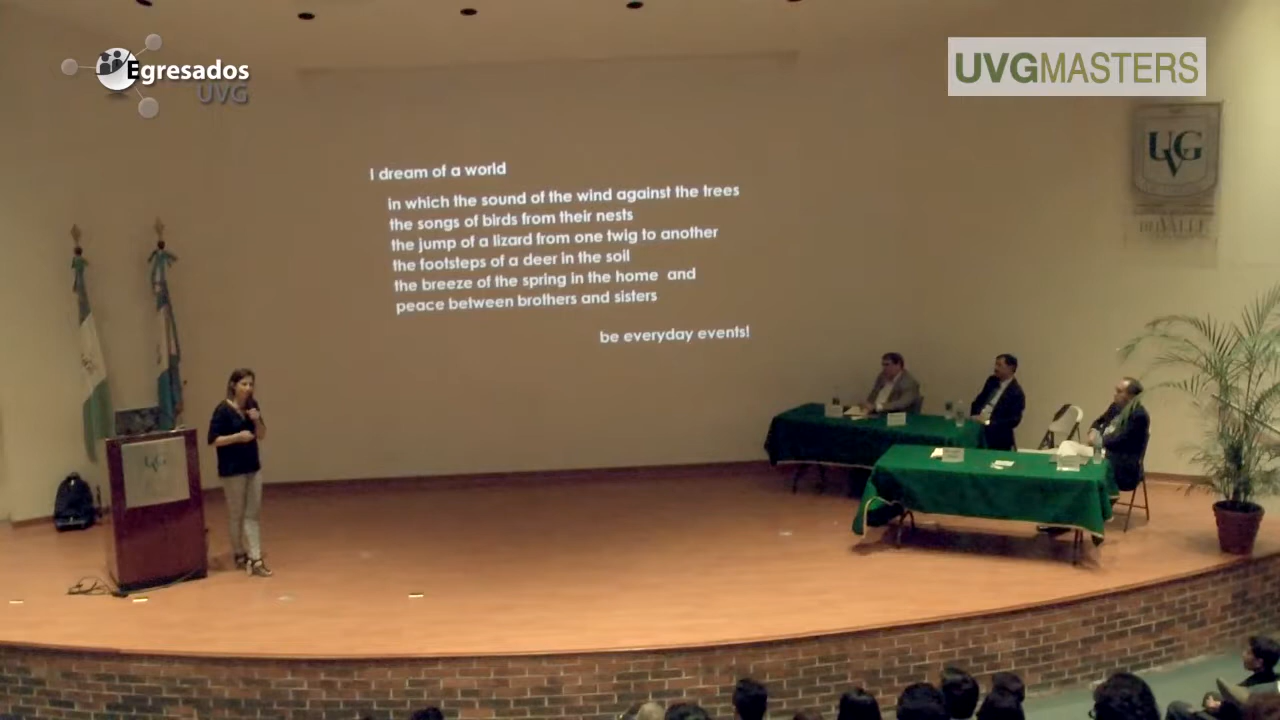 Egresados
UVG
UVGMASTERS
UVG
DEL VALLE
I dream of a world
in which the sound of the wind against the trees
the songs of birds from their nests
the jump of a lizard from one twig to another
the footsteps of a deer in the soil
the breeze of the spring in the home and
peace between brothers and sisters
be everyday events!
UVG